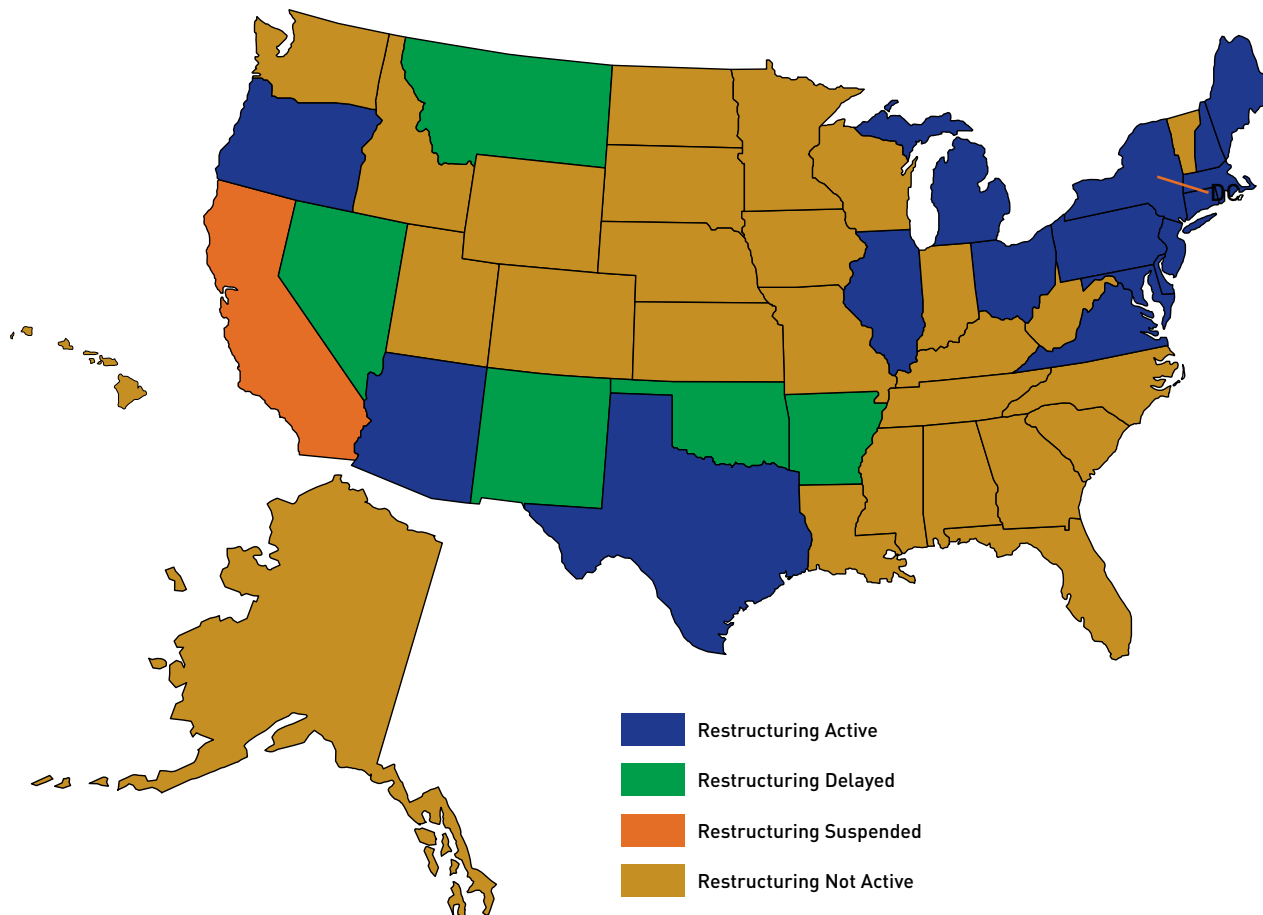 DC
Restructuring Active
Restructuring Delayed
Restructuring Suspended
Restructuring Not Active